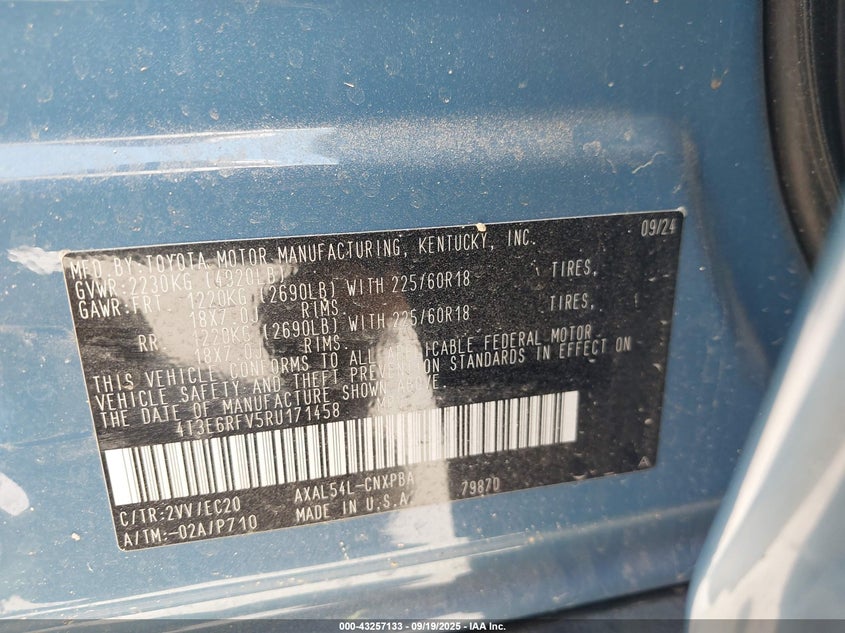 MFD BY: TOYOTA MOTOR MANUFACTURING, KENTUCKY, INC. 09/24
GVWR: 2230KG (4920LB)
GAWR: FRT. 1220KG (2690LB) WITH 225/60R18 TIRES,
18X7.0J RIMS,
RR. 1220KG (2690LB) WITH 225/60R18 TIRES,
18X7.0J RIMS
THIS VEHICLE CONFORMS TO ALL APPLICABLE FEDERAL MOTOR
VEHICLE SAFETY AND THEFT PREVENTION STANDARDS IN EFFECT ON
THE DATE OF MANUFACTURE SHOWN ABOVE.
4T3E6RFV5RU171458
C/TR:2VV/EC20 AXAL54L-CNXPBA 79870
A/TM:-02A/P710 MADE IN U.S.A.
000-43257133 - 09/19/2025 - IAA Inc.